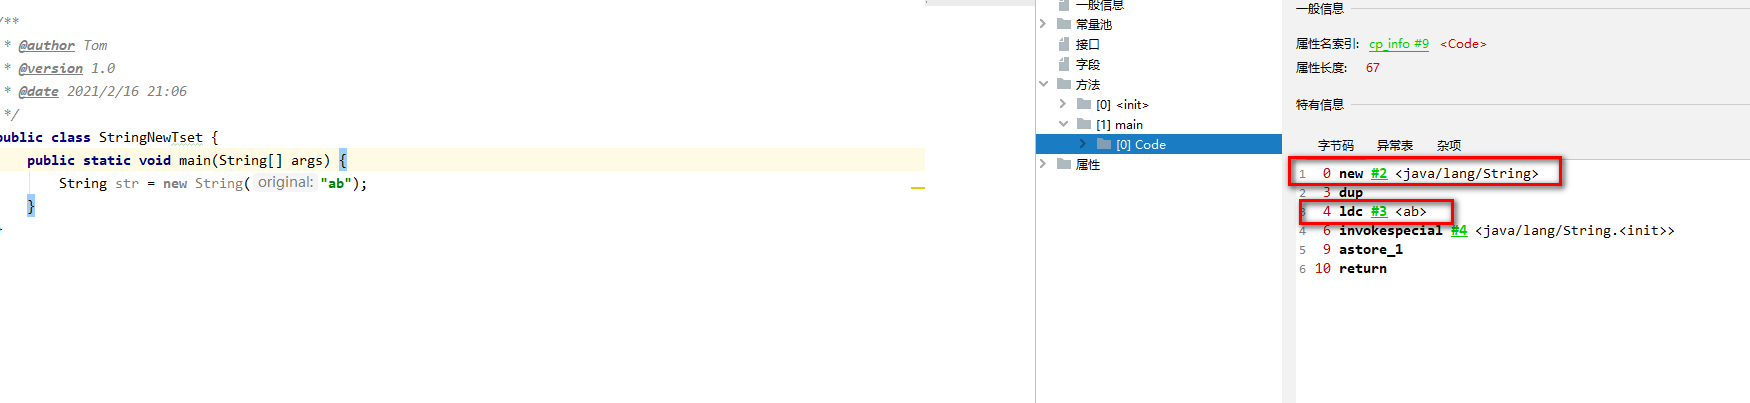 /**
* @author Tom
* @version 1.0
* @date 2021/2/16 21:06
*/
public class StringNewTset {
public static void main(String[] args) {
String str = new String( original: "ab");
}
}
一般信息
常量池
接口
字段
方法
[0] <init>
[1] main
[0] Code
属性
一般信息
属性名索引: cp_info #9 <Code>
属性长度: 67
特有信息
字节码 异常表 杂项
1 0 new #2 <java/lang/String>
2 3 dup
3 4 ldc #3 <ab>
4 6 invokespecial #4 <java/lang/String.<init>>
5 9 astore_1
6 10 return